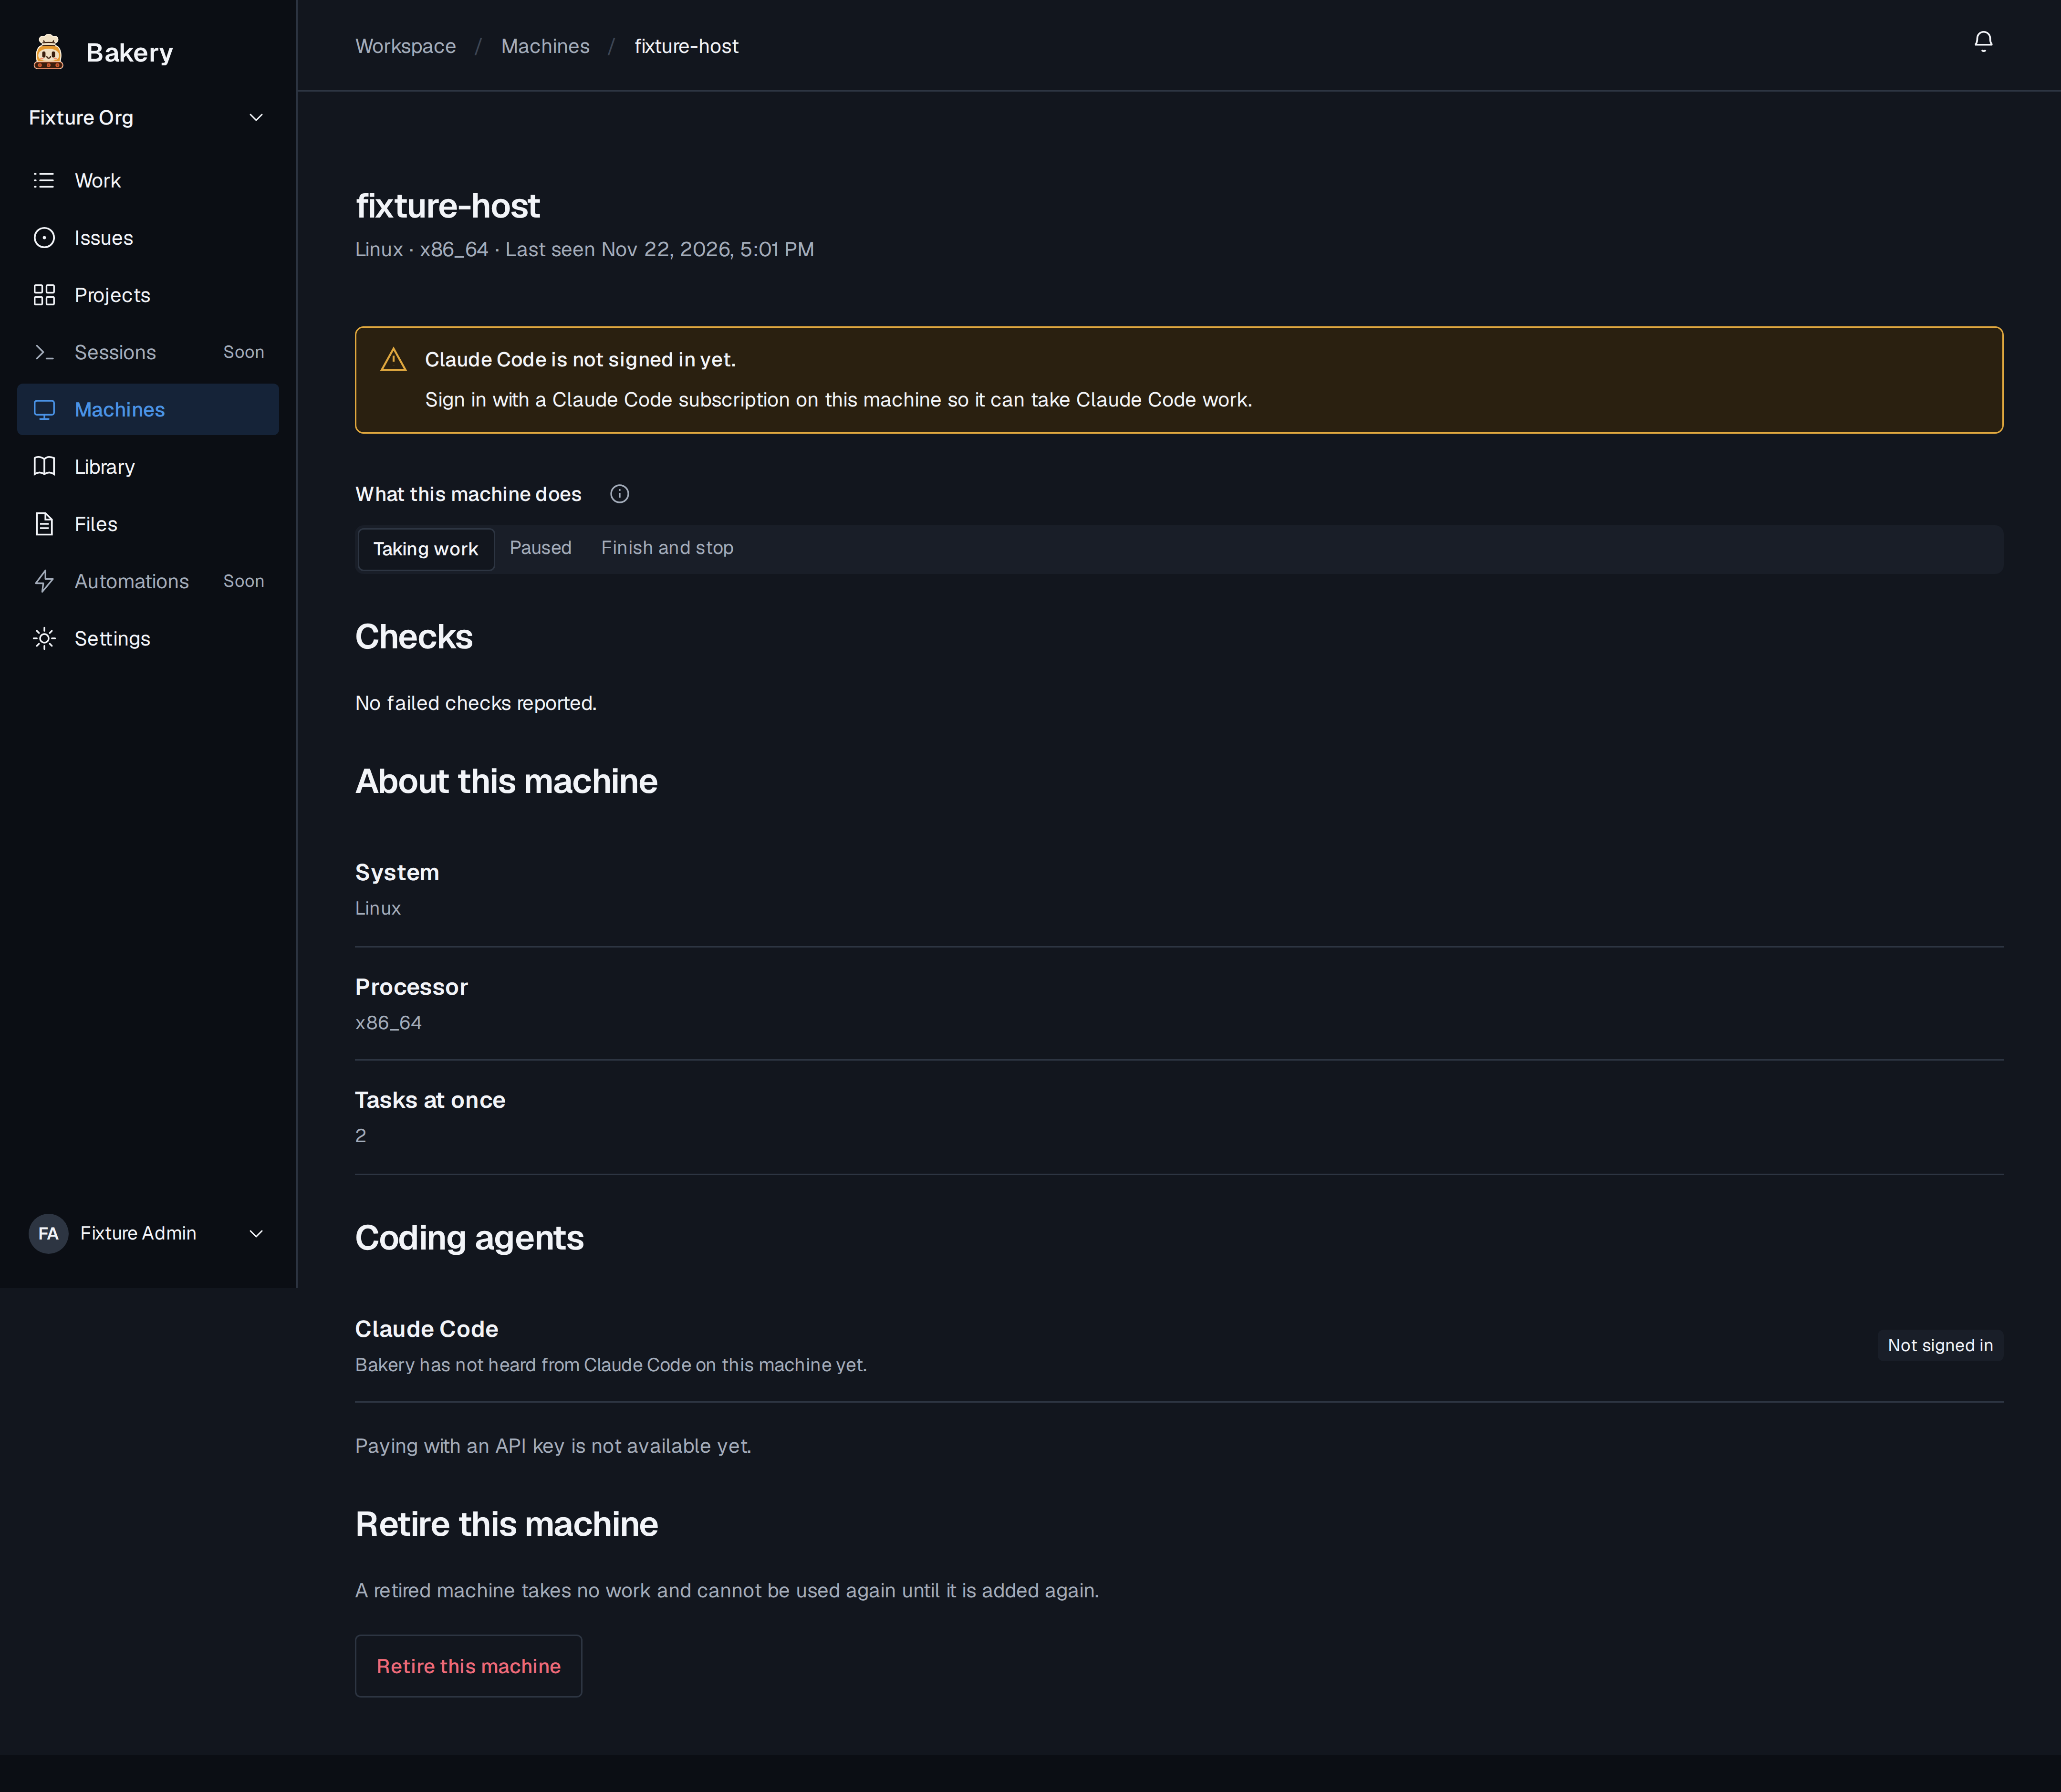 Bakery
Fixture Org
Work
Issues
Projects
Sessions Soon
Machines
Library
Files
Automations Soon
Settings
FA Fixture Admin
Workspace / Machines / fixture-host
fixture-host
Linux · x86_64 · Last seen Nov 22, 2026, 5:01 PM
Claude Code is not signed in yet.
Sign in with a Claude Code subscription on this machine so it can take Claude Code work.
What this machine does
Taking work Paused Finish and stop
Checks
No failed checks reported.
About this machine
System
Linux
Processor
x86_64
Tasks at once
2
Coding agents
Claude Code
Bakery has not heard from Claude Code on this machine yet.
Not signed in
Paying with an API key is not available yet.
Retire this machine
A retired machine takes no work and cannot be used again until it is added again.
Retire this machine